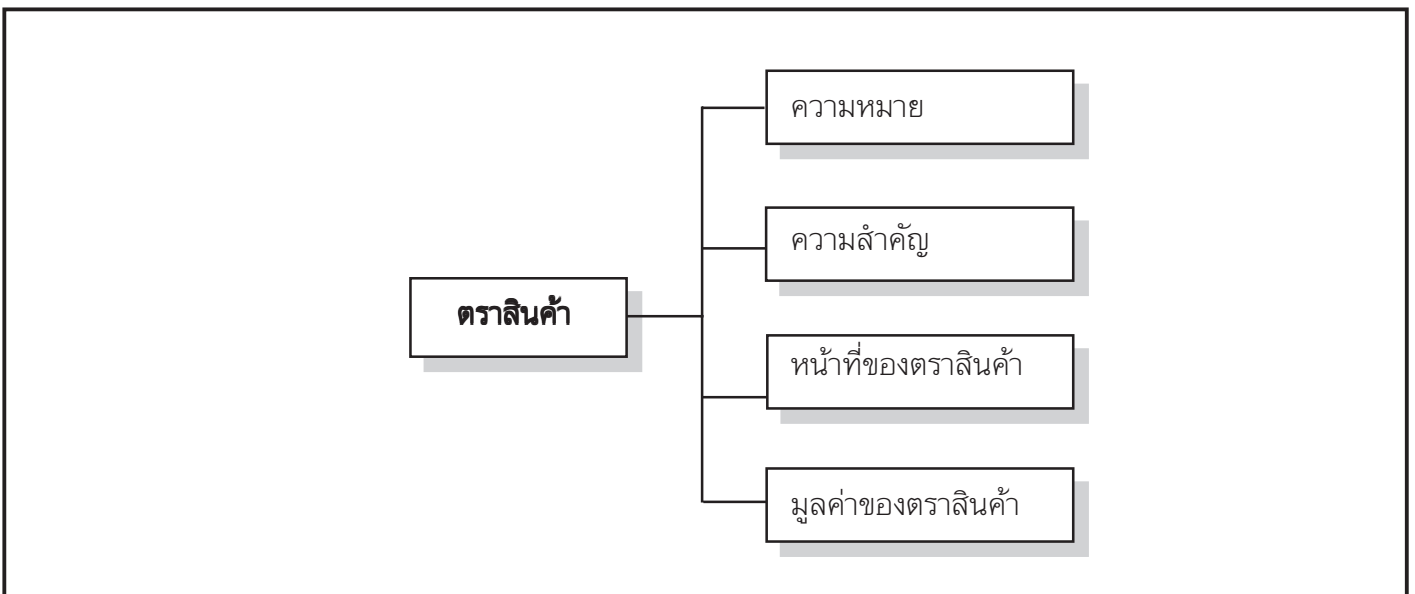 ความหมาย
ความสำคัญ
ตราสินค้า
หน้าที่ของตราสินค้า
มูลค่าของตราสินค้า